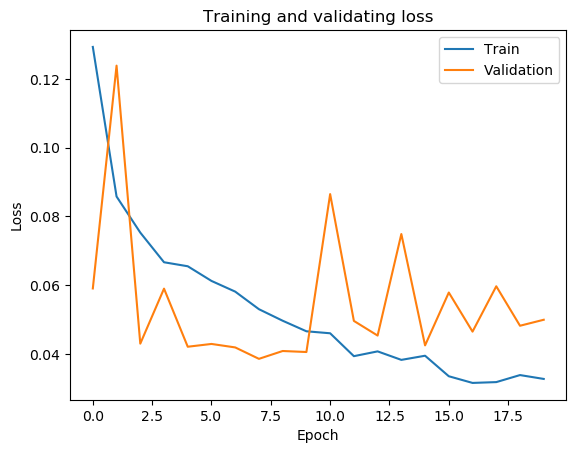 Training and validating loss
Train
Validation
0.12
0.10
0.08
0.06
0.04
Loss
0.0 2.5 5.0 7.5 10.0 12.5 15.0 17.5
Epoch